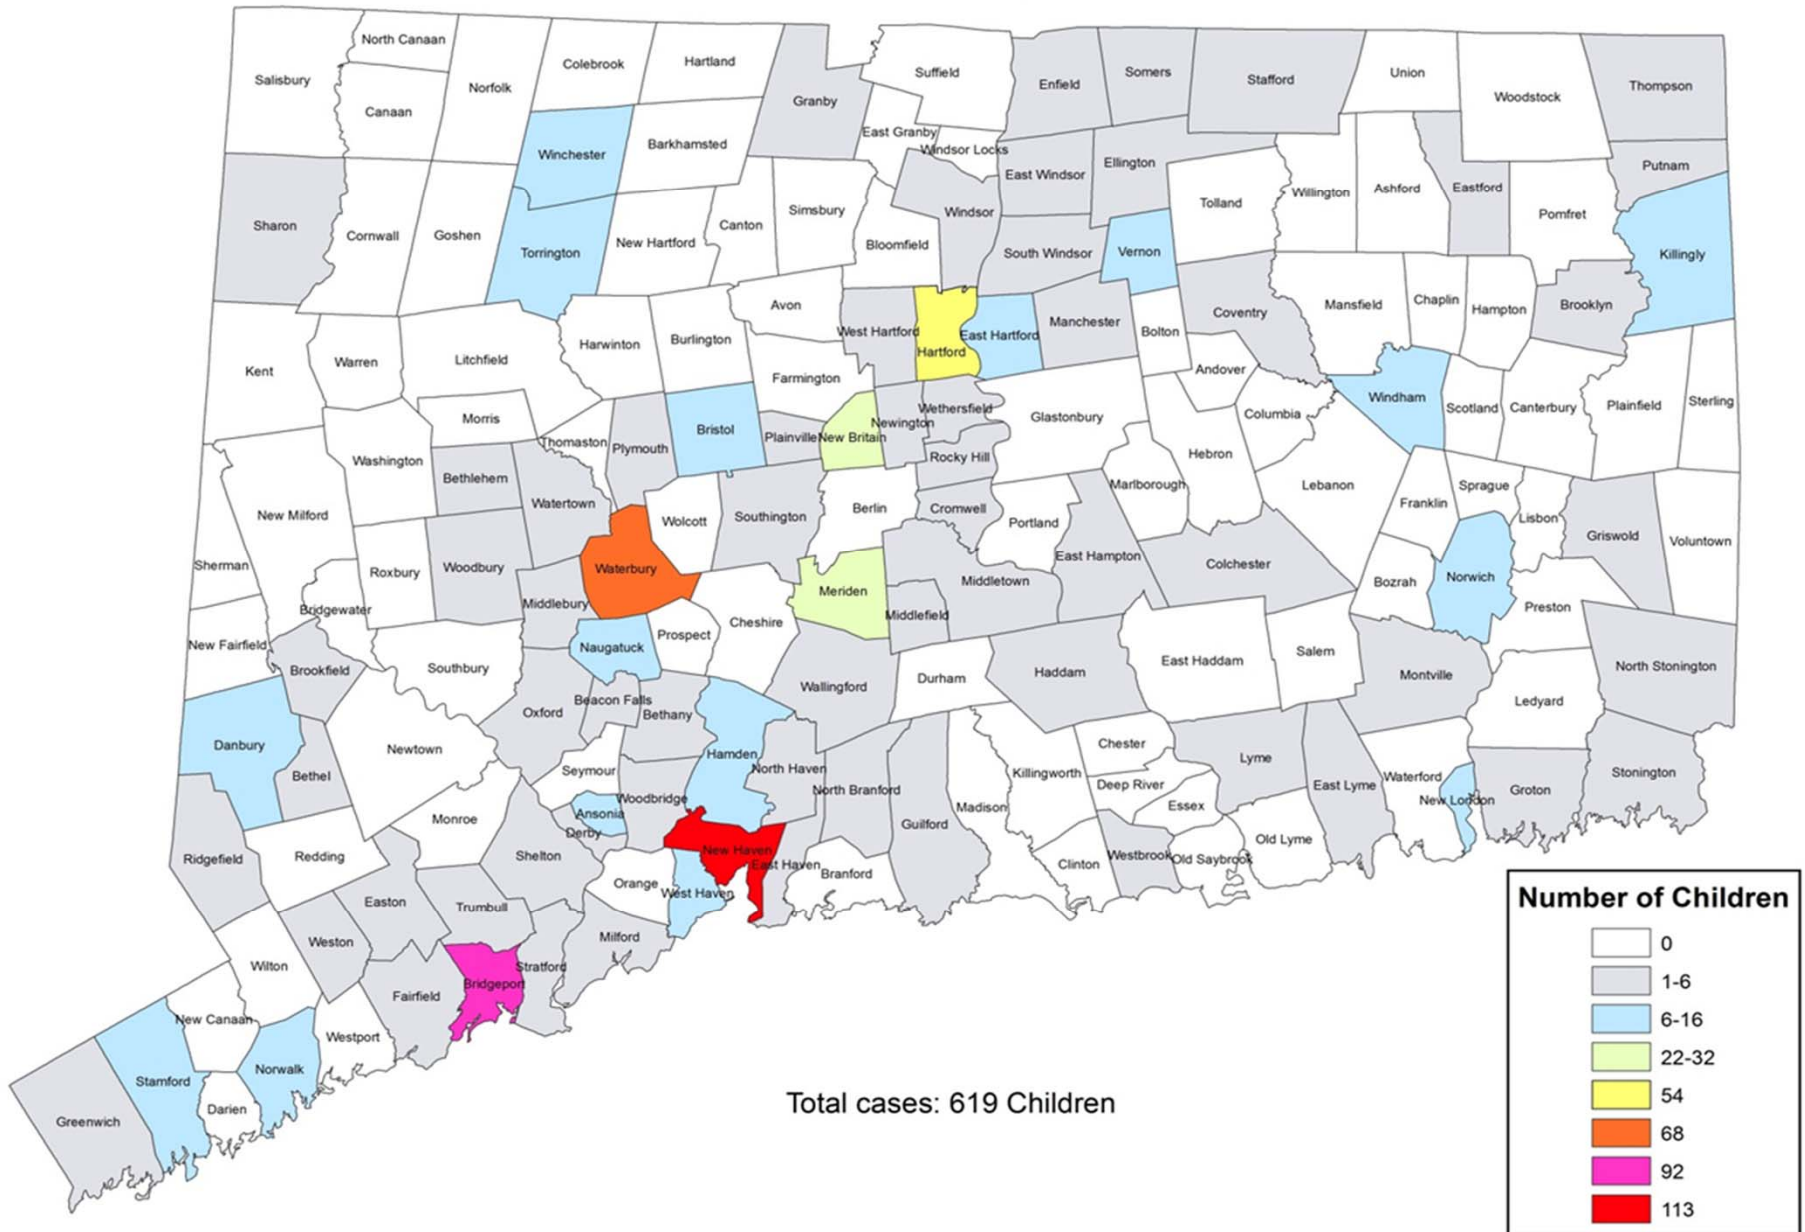 North Canaan
Colebrook
Hartland
Salisbury
Norfolk
Canaan
Suffield
Granby
Enfield
Somers
Stafford
Union
Woodstock
Thompson
East Granby
Windsor Locks
Winchester
Barkhamsted
East Windsor
Ellington
Putnam
Willington
Ashford
Eastford
Tolland
Pomfret
Sharon
Cornwall
Goshen
Torrington
New Hartford
Canton
Simsbury
Bloomfield
Windsor
South Windsor
Vernon
Killingly
Avon
West Hartford
Hartford
East Hartford
Manchester
Bolton
Coventry
Mansfield
Chaplin
Hampton
Brooklyn
Kent
Warren
Litchfield
Harwinton
Burlington
Farmington
Andover
Columbia
Windham
Scotland
Canterbury
Plainfield
Sterling
Morris
Thomaston
Plymouth
Bristol
Plainville
New Britain
Newington
Wethersfield
Rocky Hill
Glastonbury
Hebron
Marlborough
Lebanon
Franklin
Sprague
Lisbon
Griswold
Voluntown
Washington
Bethlehem
Watertown
New Milford
Wolcott
Southington
Berlin
Cromwell
Portland
East Hampton
Colchester
Bozrah
Norwich
Preston
Sherman
Roxbury
Woodbury
Waterbury
Middlebury
Bridgewater
Cheshire
Meriden
Middletown
Middlefield
New Fairfield
Brookfield
Southbury
Naugatuck
Prospect
Wallingford
Durham
Haddam
East Haddam
Salem
Montville
North Stonington
Ledyard
Danbury
Bethel
Newtown
Oxford
Beacon Falls
Bethany
Hamden
North Haven
North Branford
Seymour
Woodbridge
Ansonia
Derby
Guilford
Madison
Killingworth
Chester
Deep River
Essex
Lyme
East Lyme
Waterford
New London
Groton
Stonington
Ridgefield
Redding
Monroe
Shelton
New Haven
East Haven
Branford
Clinton
Westbrook
Old Saybrook
Old Lyme
Easton
Trumbull
Orange
West Haven
Weston
Milford
Wilton
Fairfield
Bridgeport
Stratford
New Canaan
Westport
Norwalk
Stamford
Darien
Greenwich
Total cases: 619 Children
Number of Children
0
1-6
6-16
22-32
54
68
92
113